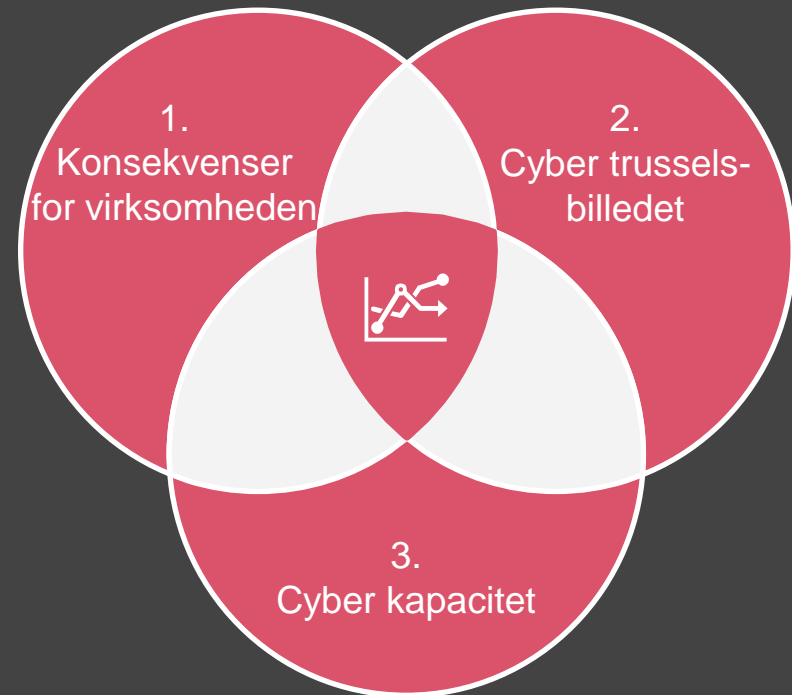 1.
Konsekvenser
for virksomheden
2.
Cyber trussels-
billedet
3.
Cyber kapacitet